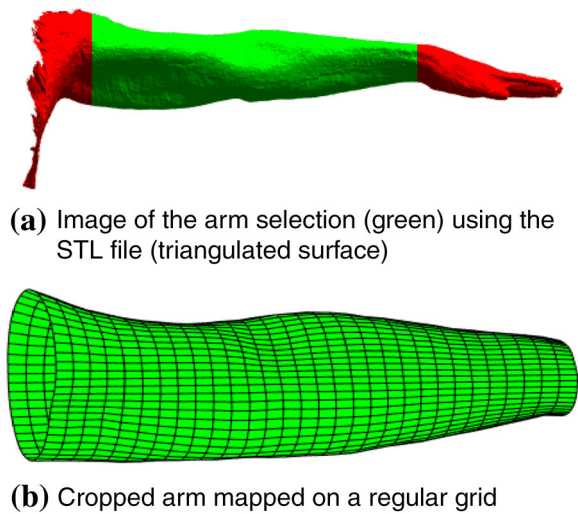 (a) Image of the arm selection (green) using the
STL file (triangulated surface)
(b) Cropped arm mapped on a regular grid